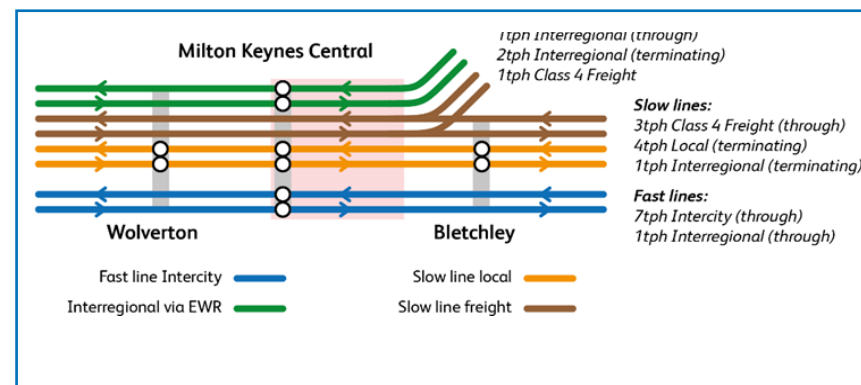 Milton Keynes Central
1tph Interregional (through)
2tph Interregional (terminating)
1tph Class 4 Freight
Slow lines:
3tph Class 4 Freight (through)
4tph Local (terminating)
1tph Interregional (terminating)
Fast lines:
7tph Intercity (through)
1tph Interregional (through)
Wolverton
Bletchley
Fast line Intercity
Slow line local
Interregional via EWR
Slow line freight